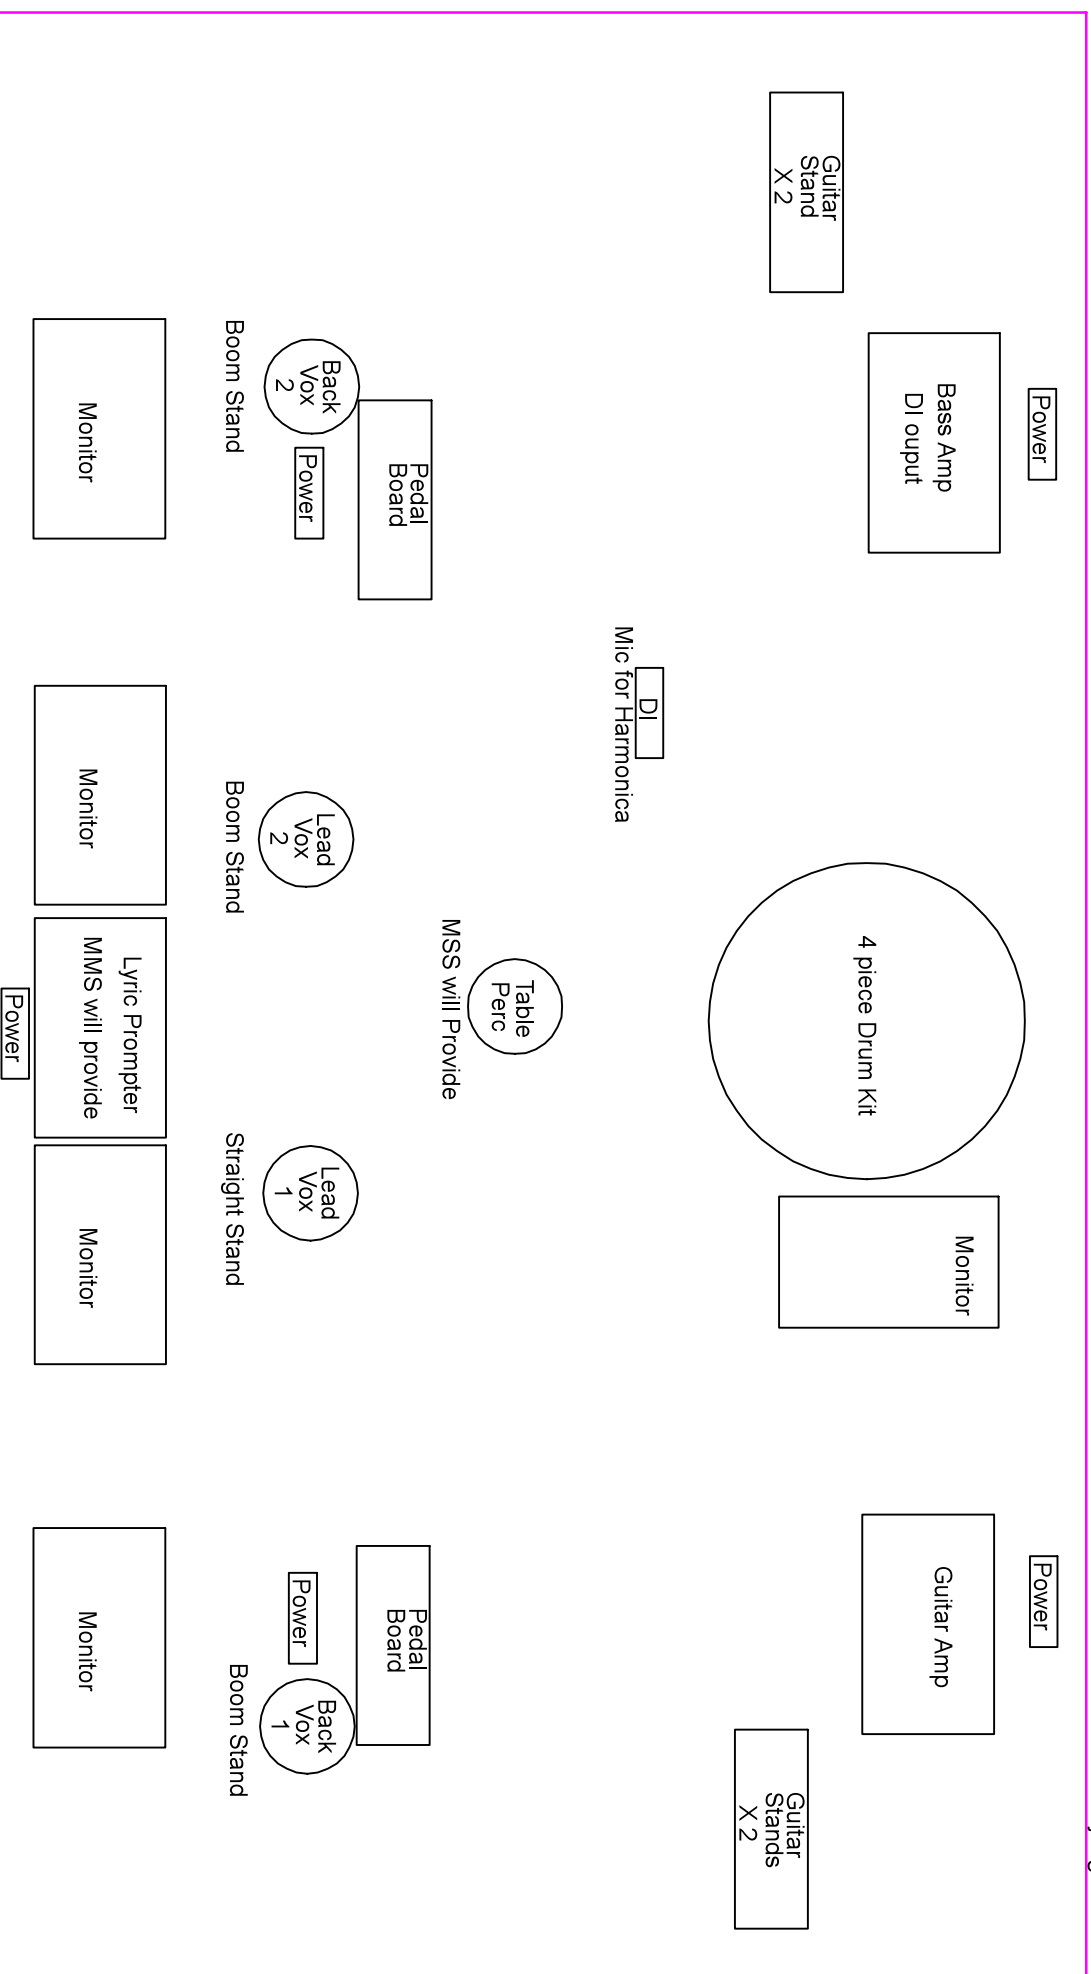 Power
Power
Bass Amp
DI ouput
Guitar Amp
Monitor
4 piece Drum Kit
Guitar
Stand
X 2
Guitar
Stands
X 2
DI
Mic for Harmonica
Table
Perc
MSS will Provide
Pedal
Board
Pedal
Board
Back
Vox
2
Power
Lead
Vox
2
Lead
Vox
1
Power
Back
Vox
1
Boom Stand
Boom Stand
Straight Stand
Boom Stand
Monitor
Monitor
Lyric Prompter
MMS will provide
Monitor
Monitor
Power